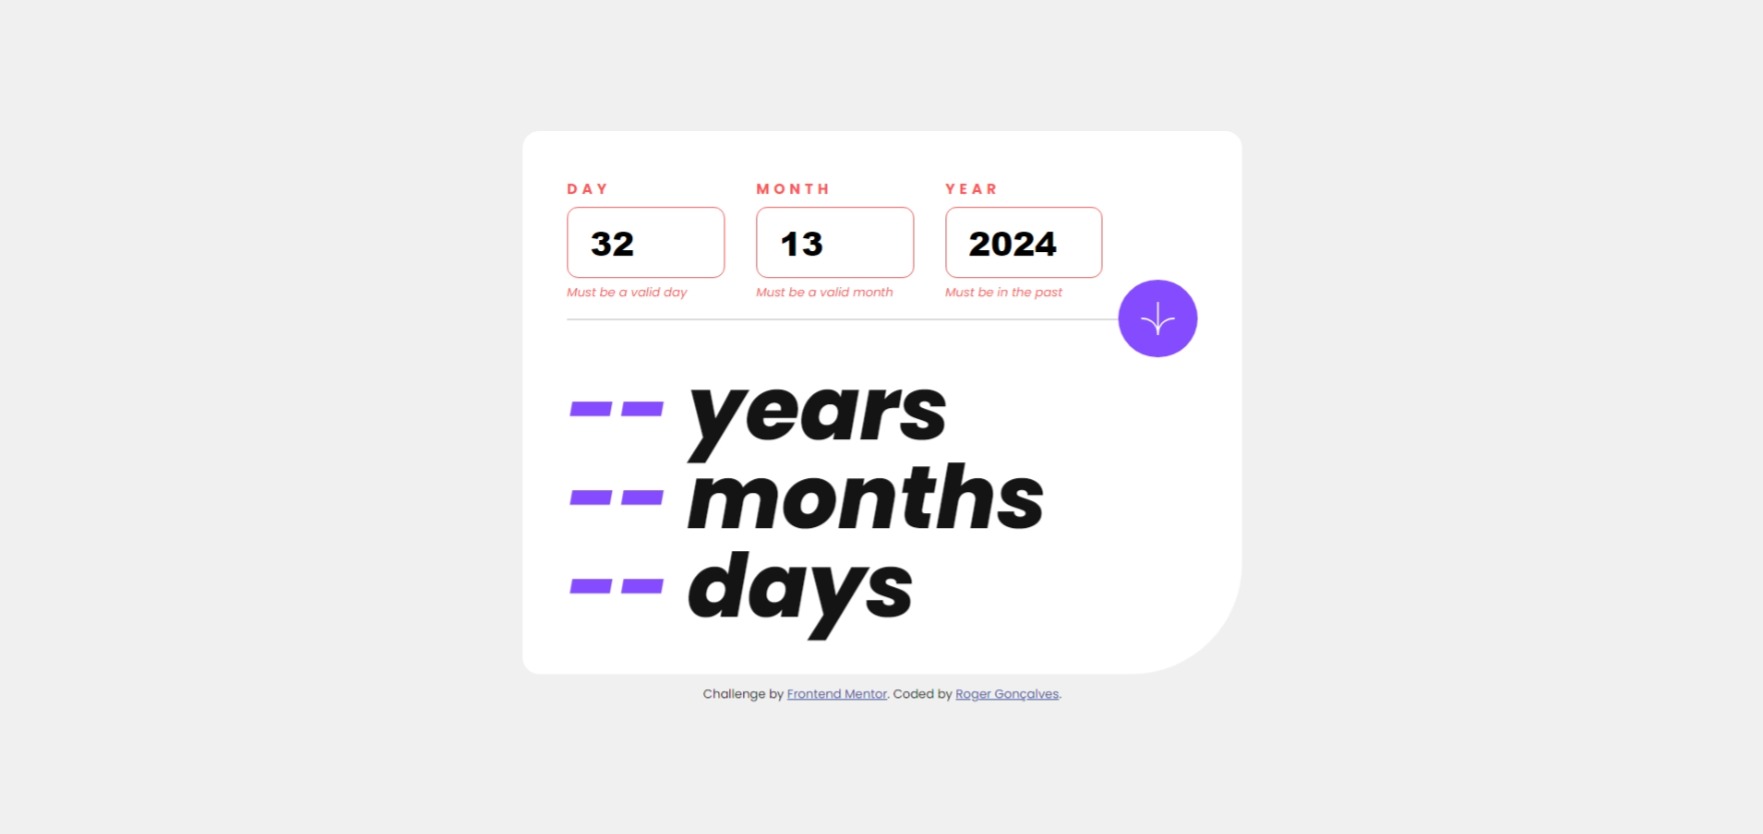 DAY MONTH YEAR
32 13 2024
Must be a valid day Must be a valid month Must be in the past
-- years
-- months
-- days
Challenge by Frontend Mentor. Coded by Roger Gonçalves.